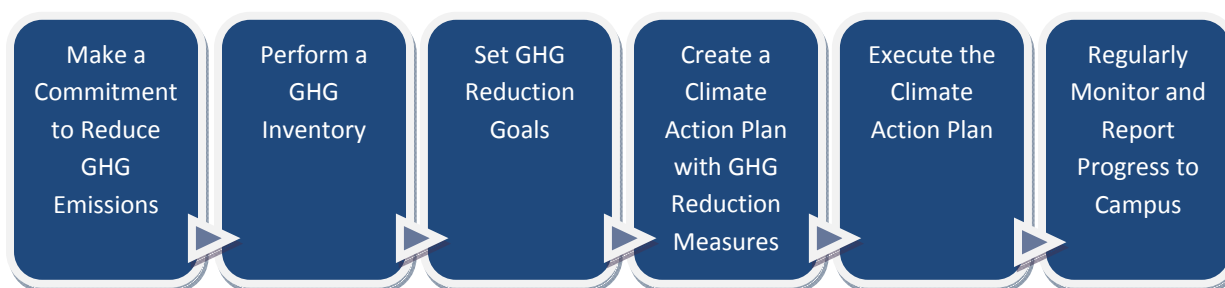 Make a
Commitment
to Reduce
GHG
Emissions
Perform a
GHG
Inventory
Set GHG
Reduction
Goals
Create a
Climate
Action Plan
with GHG
Reduction
Measures
Execute the
Climate
Action Plan
Regularly
Monitor and
Report
Progress to
Campus